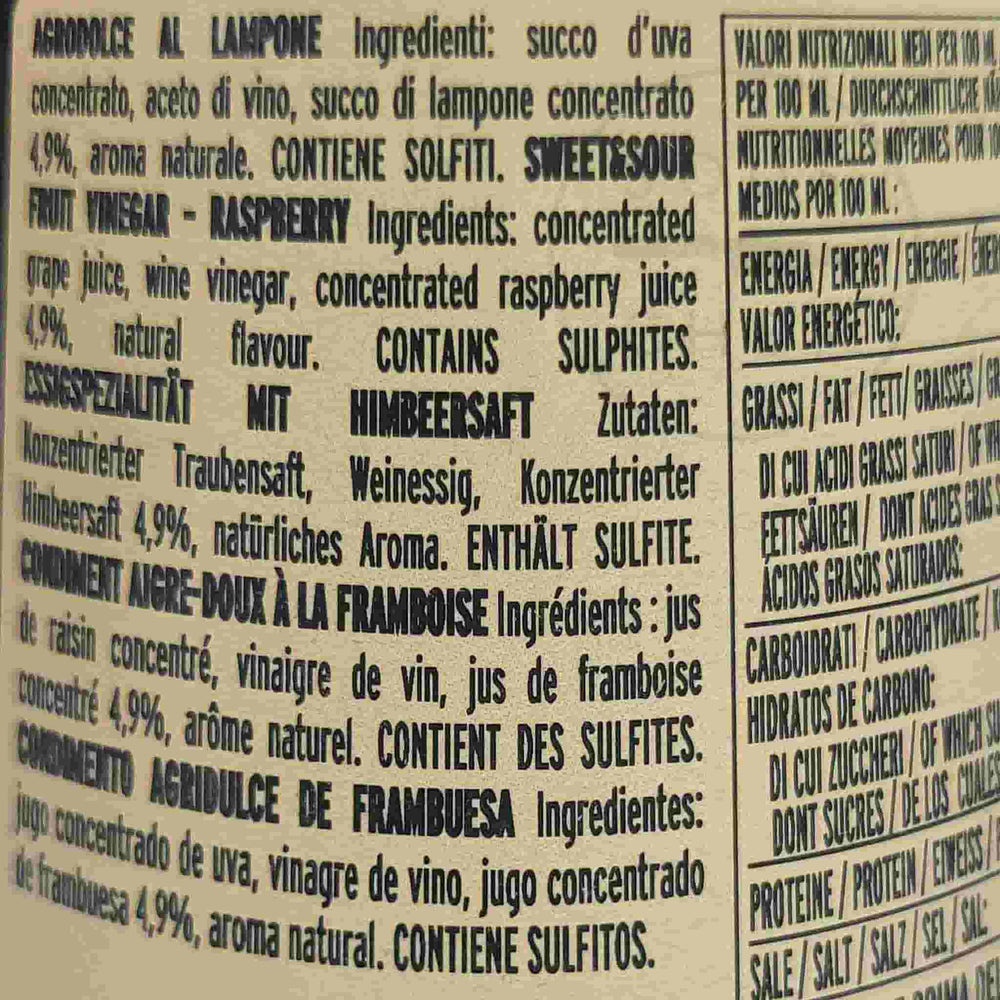 AGRODOLCE AL LAMPONE Ingredienti: succo d'uva
concentrato, aceto di vino, succo di lampone concentrato
4,9%, aroma naturale. CONTIENE SOLFITI. SWEET&SOUR
FRUIT VINEGAR - RASPBERRY Ingredients: concentrated
grape juice, wine vinegar, concentrated raspberry juice
4,9%, natural flavour. CONTAINS SULPHITES.
ESSIGSPEZIALITÄT MIT HIMBEERSAFT Zutaten:
Konzentrierter Traubensaft, Weinessig, Konzentrierter
Himbeersaft 4,9%, natürliches Aroma. ENTHÄLT SULFITE.
CONDIMENT AIGRE-DOUX À LA FRAMBOISE Ingrédients : jus
de raisin concentré, vinaigre de vin, jus de framboise
concentré 4,9%, arôme naturel. CONTIENT DES SULFITES.
CONDIMENTO AGRIDULCE DE FRAMBUESA Ingredientes:
jugo concentrado de uva, vinagre de vino, jugo concentrado
de frambuesa 4,9%, aroma natural. CONTIENE SULFITOS.
VALORI NUTRIZIONALI MEDI PER 100 ML
PER 100 ML / DURCHSCHNITTLICHE
NUTRITIONNELLES MOYENNES POUR
MEDIOS POR 100 ML :
ENERGIA / ENERGY / ENERGIE /
VALOR ENERGÉTICO:
GRASSI / FAT / FETT/ GRAISSES /
DI CUI ACIDI GRASSI SATURI / OF
FETTSÄUREN / DONT ACIDES GRAS
ÁCIDOS GRASOS SATURADOS:
CARBOIDRATI / CARBOHYDRATE /
HIDRATOS DE CARBONO:
DI CUI ZUCCHERI / OF WHICH
DONT SUCRES / DE LOS CUALES
PROTEINE / PROTEIN / EIWEISS /
SALE / SALT / SALZ / SEL / SAL: